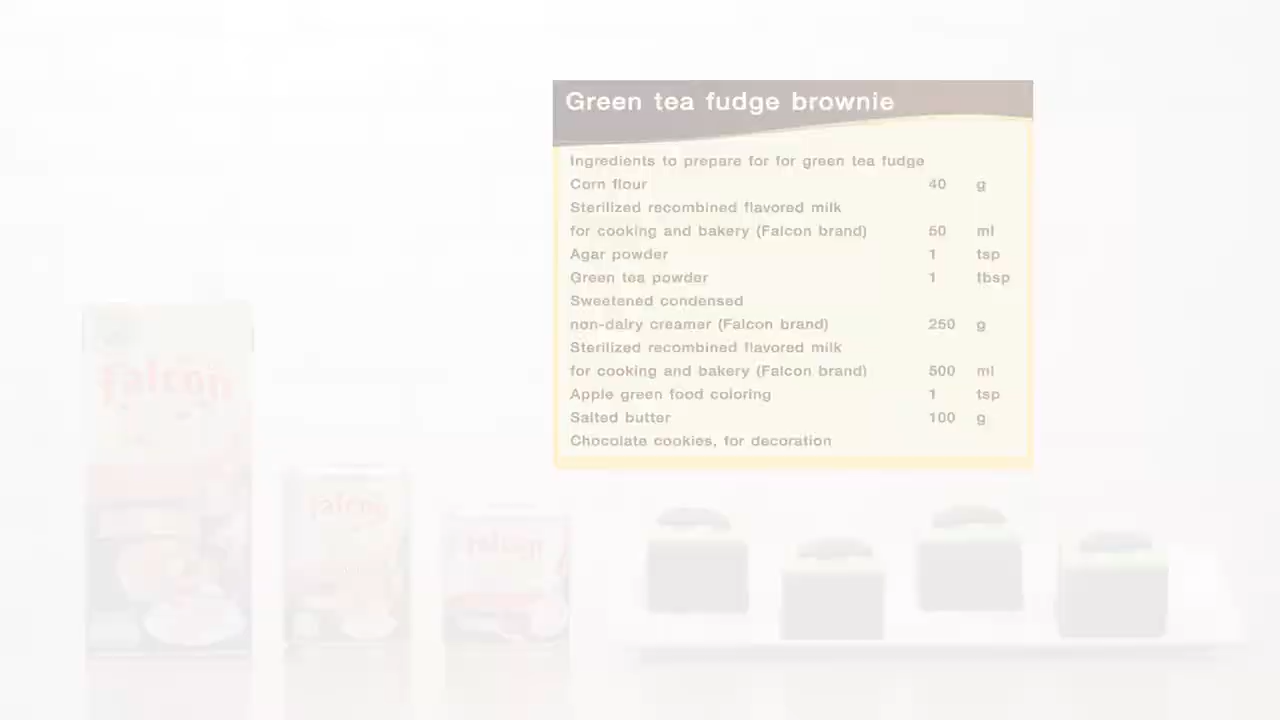 Green tea fudge brownie
Ingredients to prepare for for green tea fudge
Corn flour 40 g
Sterilized recombined flavored milk
for cooking and bakery (Falcon brand) 50 ml
Agar powder 1 tsp
Green tea powder 1 tbsp
Sweetened condensed
non-dairy creamer (Falcon brand) 250 g
Sterilized recombined flavored milk
for cooking and bakery (Falcon brand) 500 ml
Apple green food coloring 1 tsp
Salted butter 100 g
Chocolate cookies, for decoration
falcon
falcon
falcon